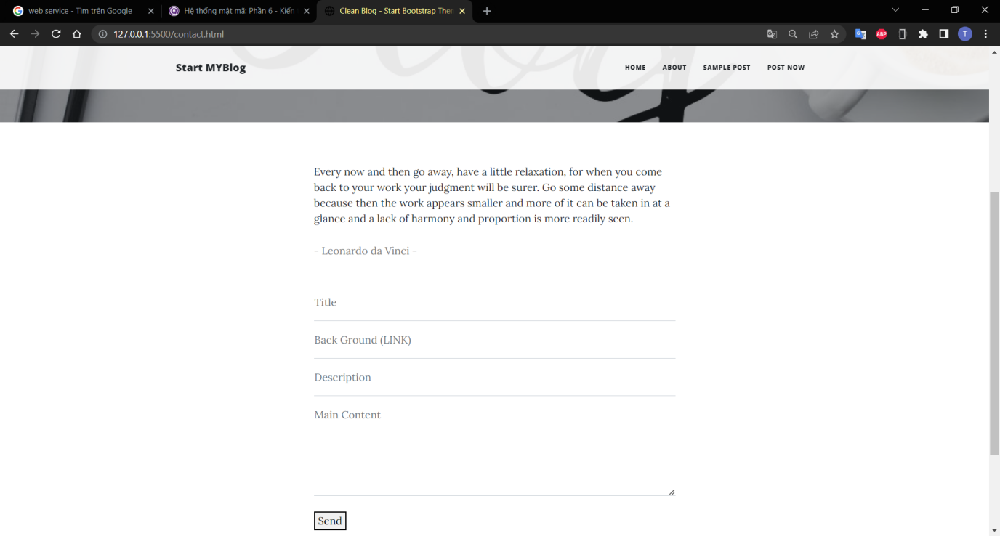 web service - Tìm trên Google
Hệ thống mật mã: Phần 6 - Kiến
Clean Blog - Start Bootstrap Them
127.0.0.1:5500/contact.html
ABP
T
Start MYBlog
HOME
ABOUT
SAMPLE POST
POST NOW
Every now and then go away, have a little relaxation, for when you come
back to your work your judgment will be surer. Go some distance away
because then the work appears smaller and more of it can be taken in at a
glance and a lack of harmony and proportion is more readily seen.
- Leonardo da Vinci -
Title
Back Ground (LINK)
Description
Main Content
Send